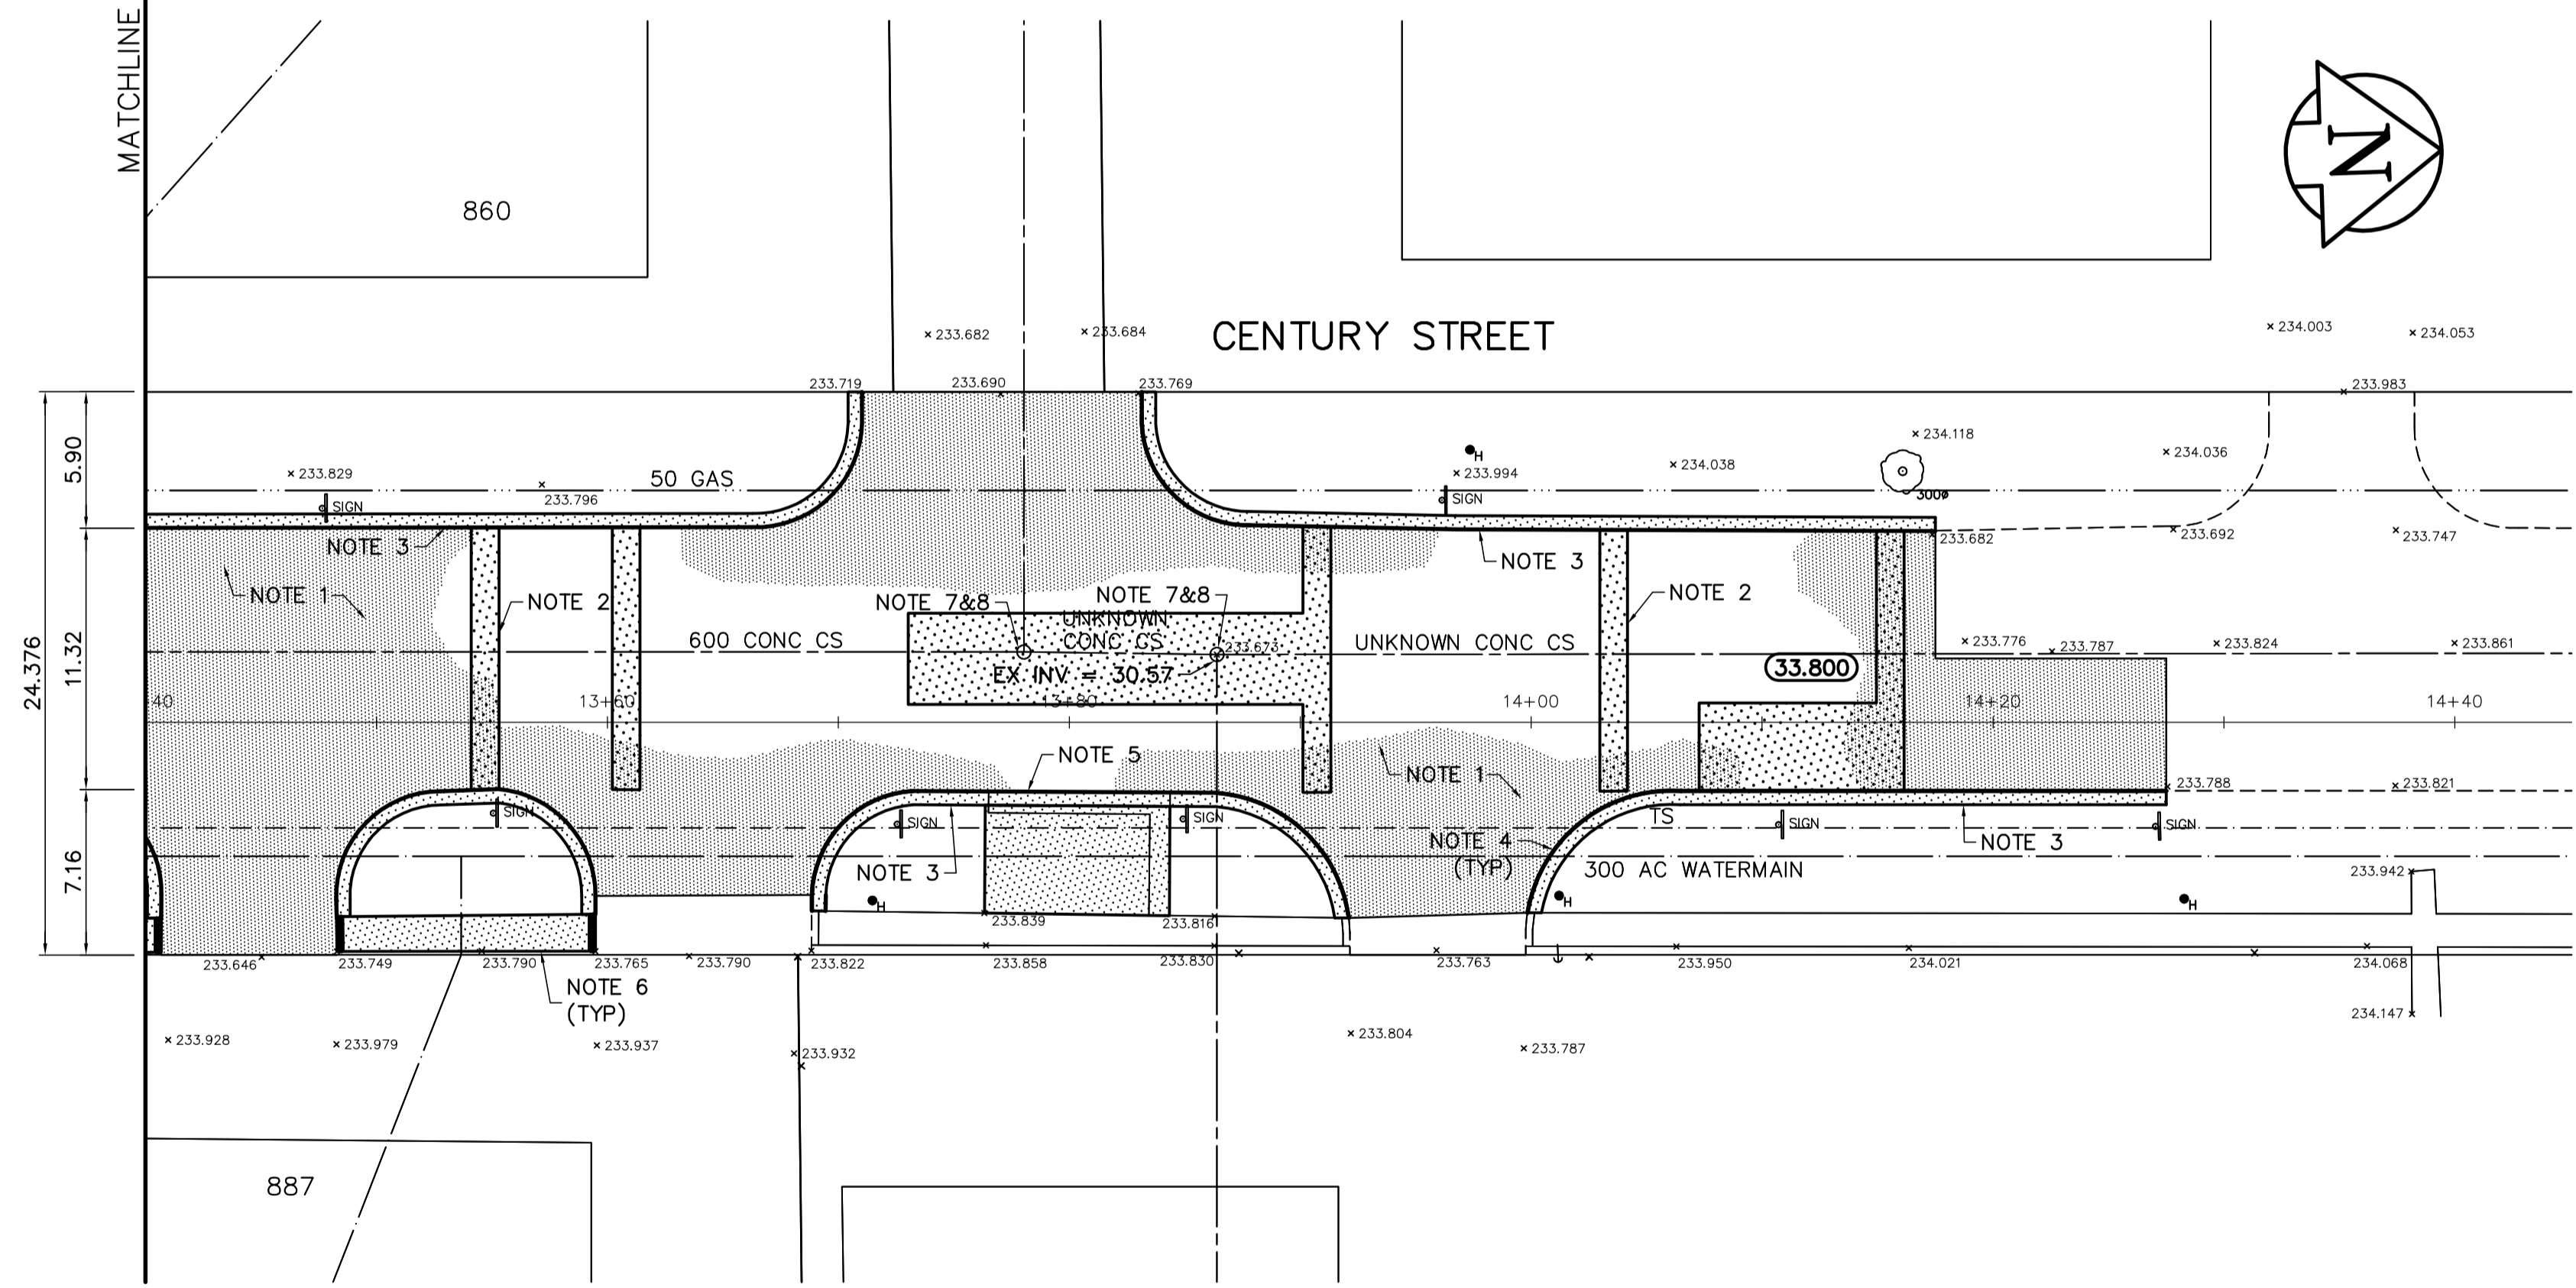 MATCHLINE
860
N
CENTURY STREET
233.682
233.684
234.003
234.053
233.719
233.690
233.769
233.983
5.90
234.118
H
233.829
50 GAS
233.994
234.038
234.036
233.796
SIGN
SIGN
300ø
NOTE 3
233.682
233.692
233.747
NOTE 3
NOTE 1
NOTE 2
NOTE 7&8
NOTE 7&8
NOTE 2
24.376
11.32
600 CONC CS
UNKNOWN
CONC CS
233.673
UNKNOWN CONC CS
233.776
233.787
233.824
233.861
EX INV = 30.57
33.800
40
13+60
13+80
14+00
14+20
14+40
NOTE 5
NOTE 1
233.788
233.821
SIGN
SIGN
SIGN
TS
SIGN
SIGN
7.16
NOTE 3
NOTE 4
(TYP)
NOTE 3
300 AC WATERMAIN
233.942
H
H
H
233.839
233.816
233.646
233.749
233.790
233.765
233.790
233.822
233.858
233.830
233.763
233.950
234.021
234.068
NOTE 6
(TYP)
234.147
233.928
233.979
233.937
233.932
233.804
233.787
887